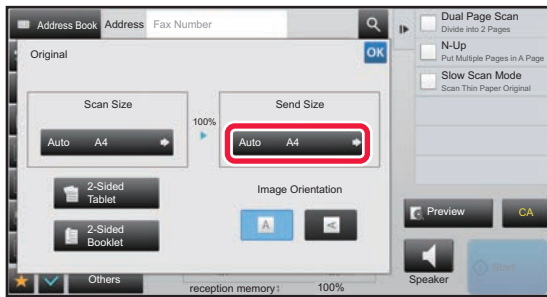 Address Book Address Fax Number
Original
OK
Scan Size
Auto A4
100%
Send Size
Auto A4
2-Sided
Tablet
2-Sided
Booklet
Image Orientation
A
A
Others
reception memory: 100%
Dual Page Scan
Divide into 2 Pages
N-Up
Put Multiple Pages in A Page
Slow Scan Mode
Scan Thin Paper Original
Preview
CA
Speaker
Start